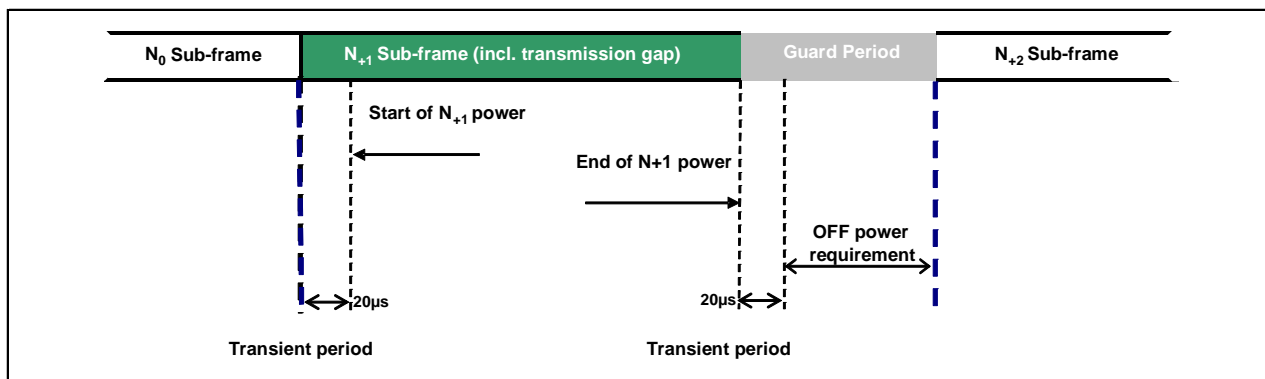 N+1 Sub-frame (incl. transmission gap)
Guard Period
N0 Sub-frame
N+2 Sub-frame
Start of N+1 power
End of N+1 power
OFF power
requirement
20µs
20µs
Transient period
Transient period